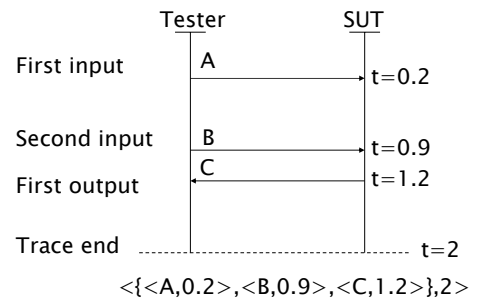 Tester SUT
First input A t=0.2
Second input B t=0.9
First output C t=1.2
Trace end t=2
<{<A,0.2>,<B,0.9>,<C,1.2>},2>